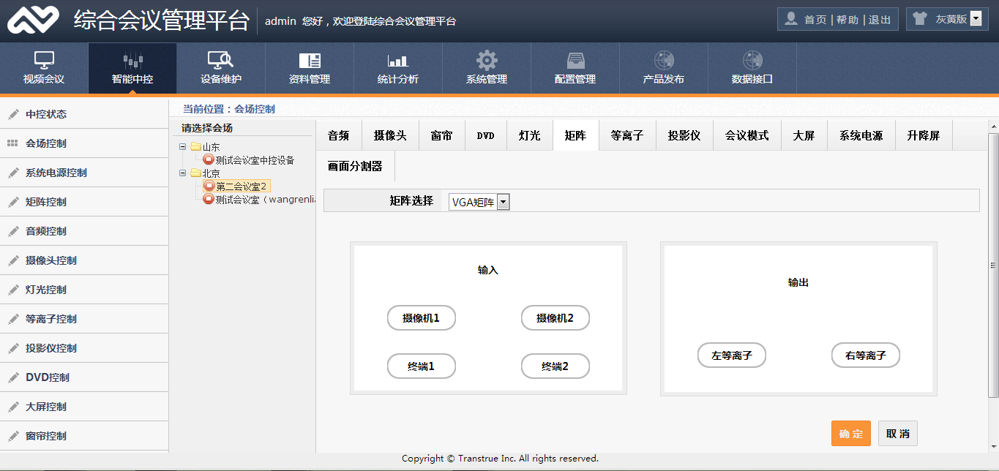 综合会议管理平台
admin 您好，欢迎登陆综合会议管理平台
首页 | 帮助 | 退出
灰黄版
视频会议 智能中控 设备维护 资料管理 统计分析 系统管理 配置管理 产品发布 数据接口
中控状态
会场控制
系统电源控制
矩阵控制
音频控制
摄像头控制
灯光控制
等离子控制
投影仪控制
DVD控制
大屏控制
窗帘控制
当前位置：会场控制
请选择会场
山东
测试会议室中控设备
北京
第二会议室2
测试会议室（wangrenlia
音频 摄像头 窗帘 DVD 灯光 矩阵 等离子 投影仪 会议模式 大屏 系统电源 升降屏
画面分割器
矩阵选择 VGA矩阵
输入
摄像机1 摄像机2
终端1 终端2
输出
左等离子 右等离子
确 定 取 消
Copyright © Transtrue Inc. All rights reserved.